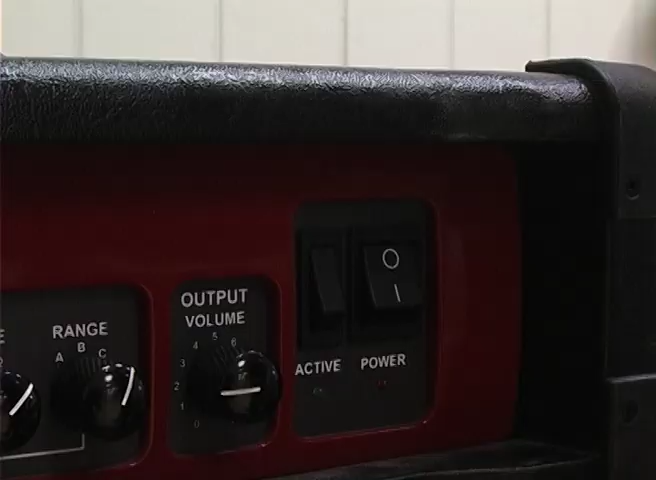 RANGE
A B C
OUTPUT
VOLUME
0 1 2 3 4 5 6
ACTIVE
POWER
O
I